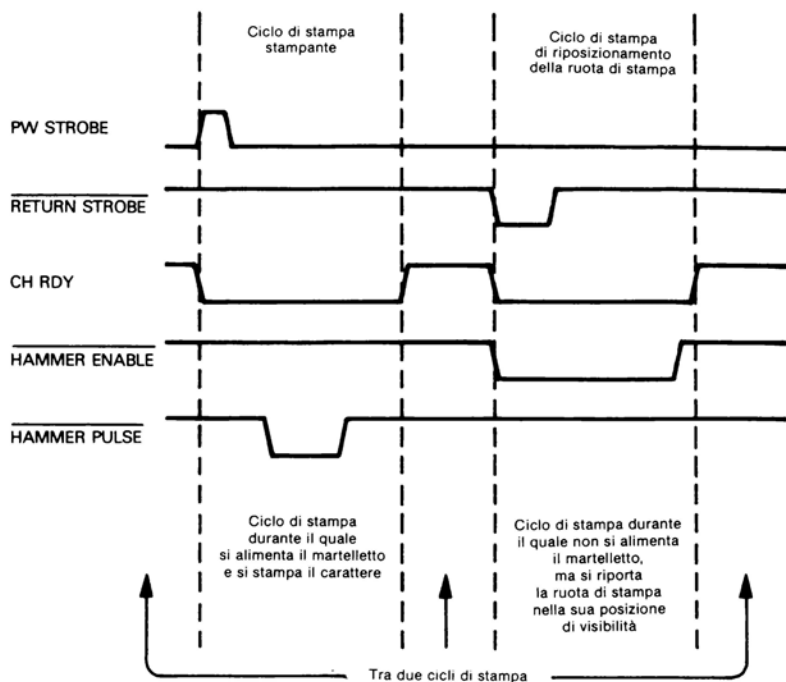 Ciclo di stampa
stampante
Ciclo di stampa
di riposizionamento
della ruota di stampa
PW STROBE
RETURN STROBE
CH RDY
HAMMER ENABLE
HAMMER PULSE
Ciclo di stampa
durante il quale
si alimenta il martelletto
e si stampa il carattere
Ciclo di stampa durante
il quale non si alimenta
il martelletto,
ma si riporta
la ruota di stampa
nella sua posizione
di visibilità
Tra due cicli di stampa